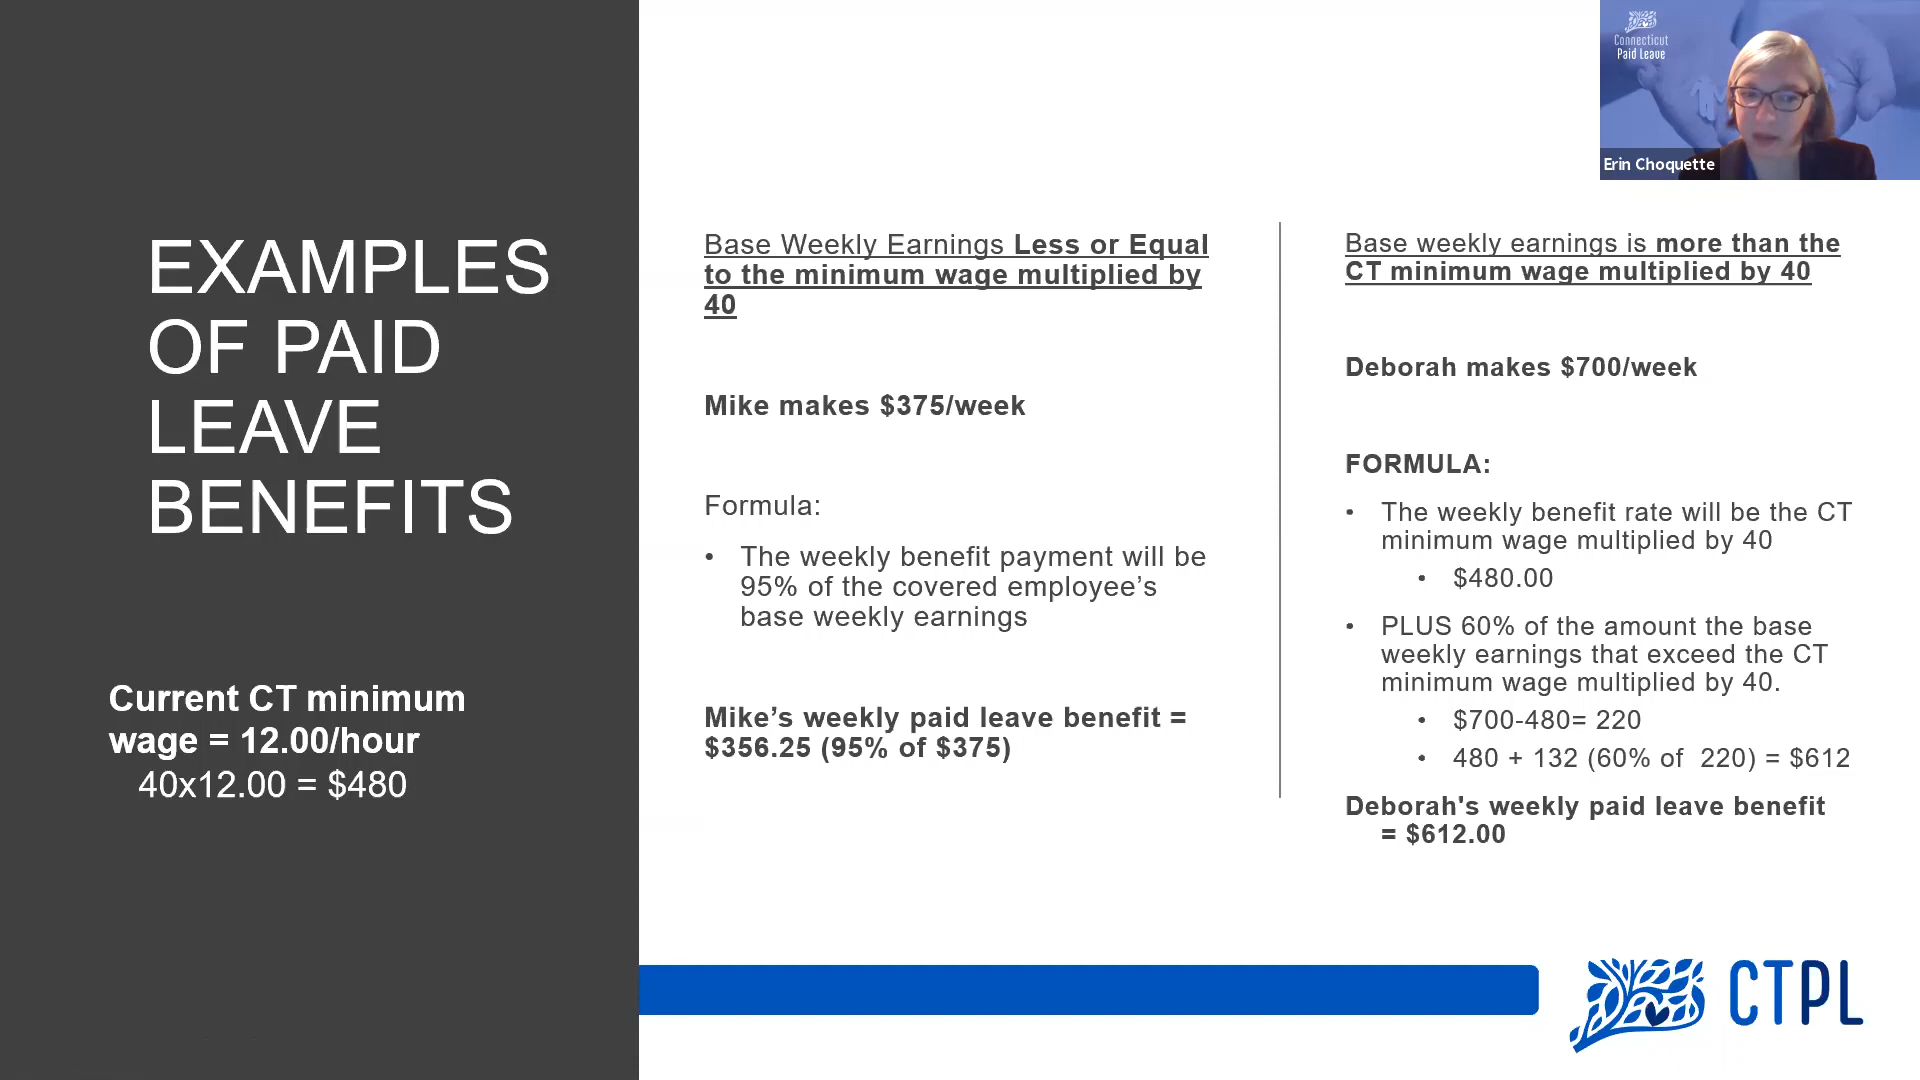 EXAMPLES
OF PAID
LEAVE
BENEFITS
Current CT minimum
wage = 12.00/hour
40x12.00 = $480
Base Weekly Earnings Less or Equal
to the minimum wage multiplied by
40
Mike makes $375/week
Formula:
• The weekly benefit payment will be
95% of the covered employee’s
base weekly earnings
Mike’s weekly paid leave benefit =
$356.25 (95% of $375)
Base weekly earnings is more than the
CT minimum wage multiplied by 40
Deborah makes $700/week
FORMULA:
• The weekly benefit rate will be the CT
minimum wage multiplied by 40
• $480.00
• PLUS 60% of the amount the base
weekly earnings that exceed the CT
minimum wage multiplied by 40.
• $700-480= 220
• 480 + 132 (60% of  220) = $612
Deborah's weekly paid leave benefit
= $612.00
Connecticut
Paid Leave
Erin Choquette
CTPL